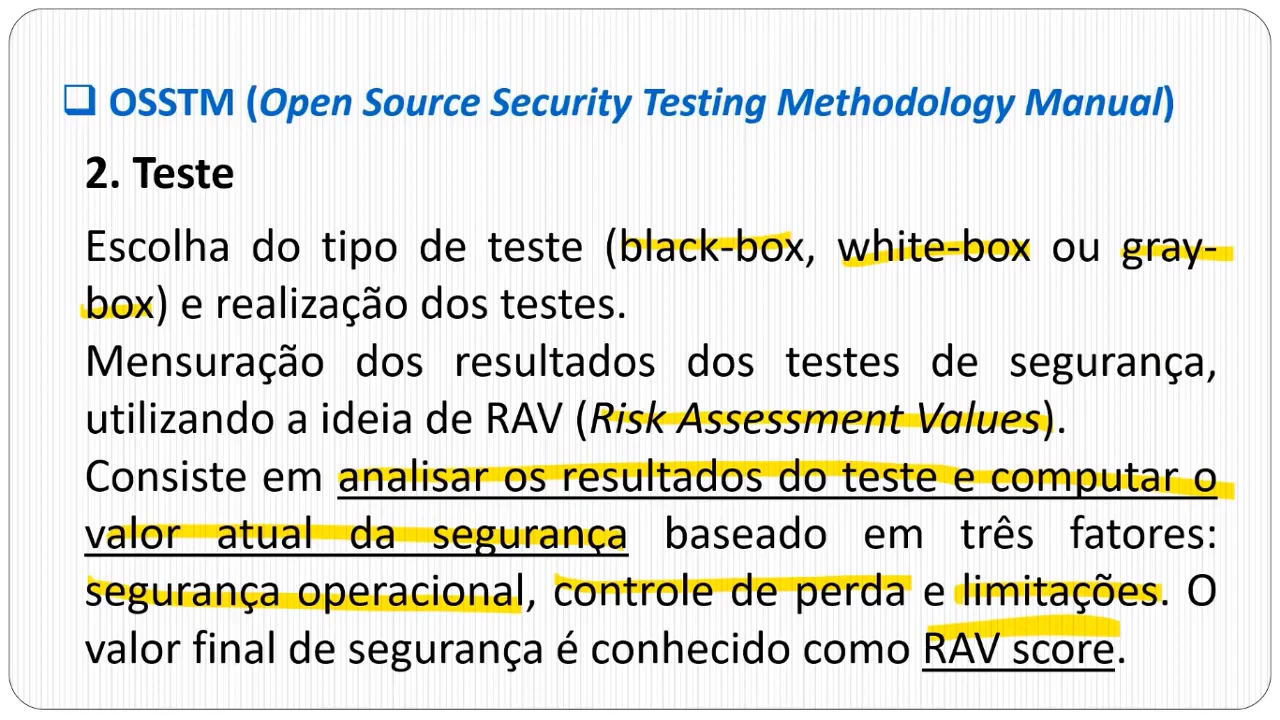 ❑ OSSTM (Open Source Security Testing Methodology Manual)
2. Teste
Escolha do tipo de teste (black-box, white-box ou gray-
box) e realização dos testes.
Mensuração dos resultados dos testes de segurança,
utilizando a ideia de RAV (Risk Assessment Values).
Consiste em analisar os resultados do teste e computar o
valor atual da segurança baseado em três fatores:
segurança operacional, controle de perda e limitações. O
valor final de segurança é conhecido como RAV score.